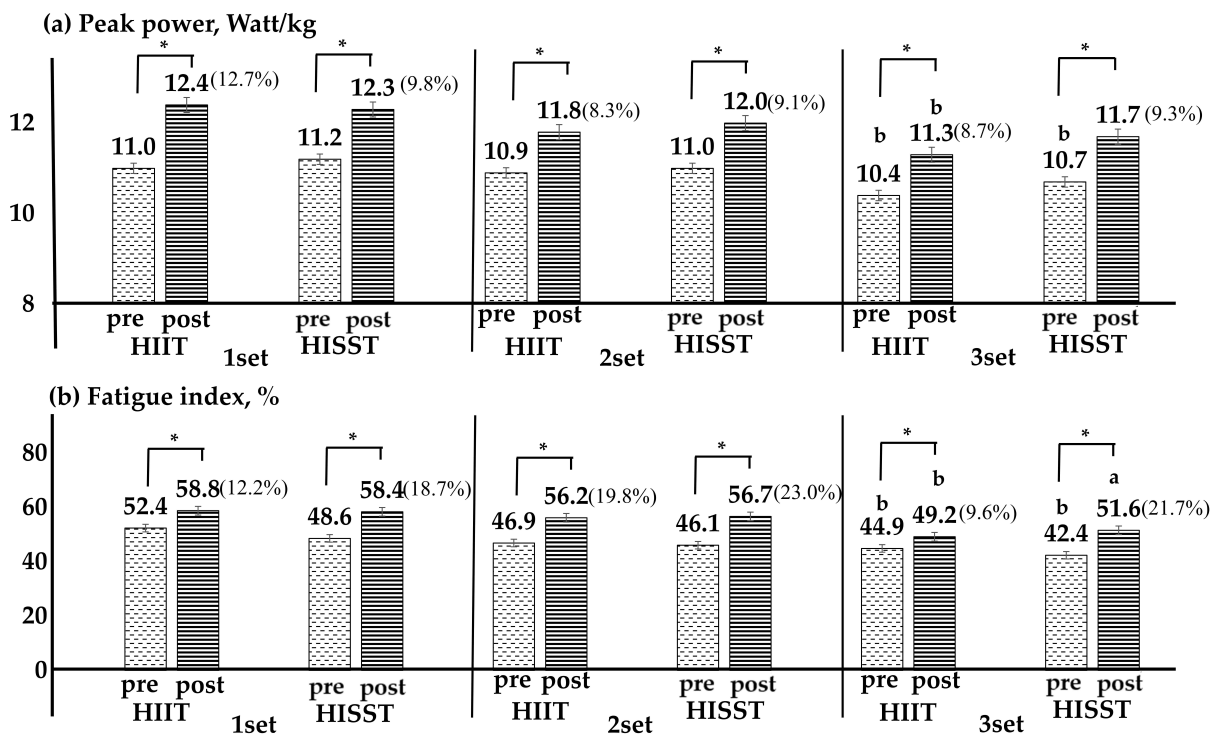 (a) Peak power, Watt/kg
* * * * * *
12.4(12.7%) 12.3(9.8%) 11.8(8.3%) 12.0(9.1%) b 11.7(9.3%)
12 b 11.3(8.7%) b
11.0 11.2 10.9 11.0 10.4 10.7
10
8
pre post pre post pre post pre post pre post pre post
HIIT HISST HIIT HISST HIIT HISST
1set 2set 3set
(b) Fatigue index, %
80 * * * * * *
58.8(12.2%) 58.4(18.7%) 56.2(19.8%) 56.7(23.0%) b a
60 52.4 48.6 46.9 46.1 b 49.2(9.6%) b 51.6(21.7%)
44.9 42.4
40
20
0
pre post pre post pre post pre post pre post pre post
HIIT HISST HIIT HISST HIIT HISST
1set 2set 3set